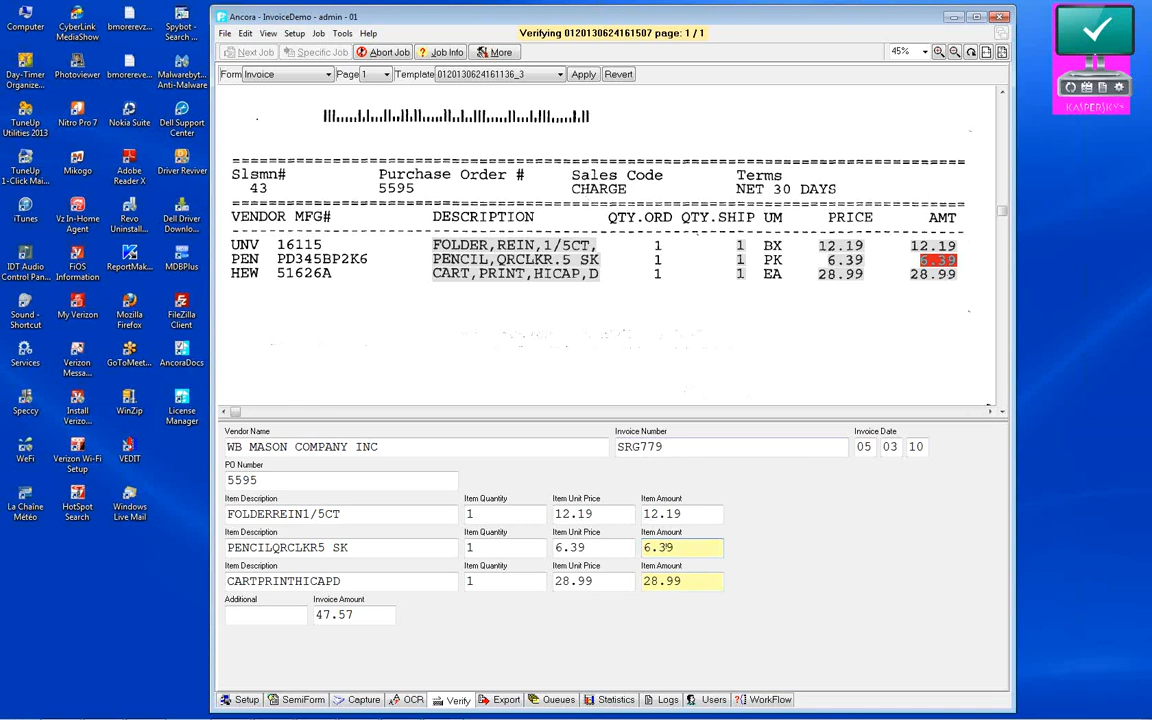 Computer
CyberLink MediaShow
bmorerevz...
Spybot - Search ...
Day-Timer Organize...
Photoviewer
bmorereve...
Malwarebyt... Anti-Malware
TuneUp Utilities 2013
Nitro Pro 7
Nokia Suite
Dell Support Center
TuneUp 1-Click Mai...
Mikogo
Adobe Reader X
Driver Reviver
iTunes
Vz In-Home Agent
Revo Uninstall...
Dell Driver Downlo...
IDT Audio Control Pan...
FiOS Information
ReportMak...
MDBPlus
Sound - Shortcut
My Verizon
Mozilla Firefox
FileZilla Client
Services
Verizon Messa...
GoToMeet...
AncoraDocs
Speccy
Install Verizo...
WinZip
License Manager
WeFi
Verizon Wi-Fi Setup
VEDIT
La Chaîne Météo
HotSpot Search
Windows Live Mail
KASPERSKY
Ancora - InvoiceDemo - admin - 01
File Edit View Setup Job Tools Help
Verifying 0120130624161507 page: 1 / 1
Next Job Specific Job Abort Job Job Info More 45%
Form Invoice Page 1 Template 0120130624161136_3 Apply Revert
Slsmn# Purchase Order # Sales Code Terms
43 5595 CHARGE NET 30 DAYS
VENDOR MFG# DESCRIPTION QTY.ORD QTY.SHIP UM PRICE AMT
UNV 16115 FOLDER,REIN,1/5CT, 1 1 BX 12.19 12.19
PEN PD345BP2K6 PENCIL,QRCLKR.5 SK 1 1 PK 6.39 6.39
HEW 51626A CART,PRINT,HICAP,D 1 1 EA 28.99 28.99
Vendor Name Invoice Number Invoice Date
WB MASON COMPANY INC SRG779 05 03 10
PO Number
5595
Item Description Item Quantity Item Unit Price Item Amount
FOLDERREIN1/5CT 1 12.19 12.19
Item Description Item Quantity Item Unit Price Item Amount
PENCILQRCLKR5 SK 1 6.39 6.39
Item Description Item Quantity Item Unit Price Item Amount
CARTPRINTHICAPD 1 28.99 28.99
Additional Invoice Amount
47.57
Setup SemiForm Capture OCR Verify Export Queues Statistics Logs Users WorkFlow